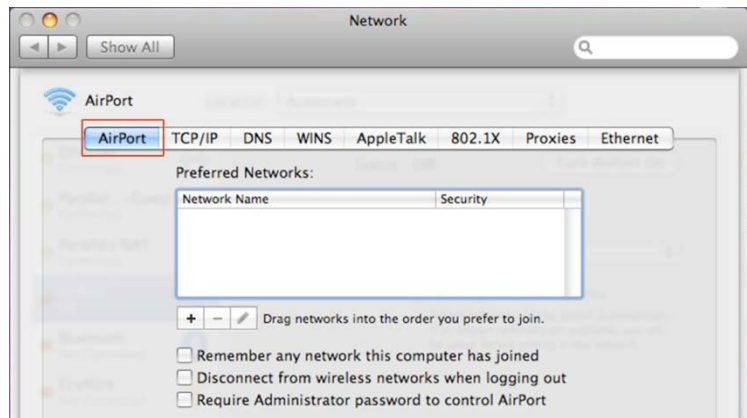 Network
Show All
AirPort
AirPort TCP/IP DNS WINS AppleTalk 802.1X Proxies Ethernet
Preferred Networks:
Network Name Security
+ − Drag networks into the order you prefer to join.
Remember any network this computer has joined
Disconnect from wireless networks when logging out
Require Administrator password to control AirPort